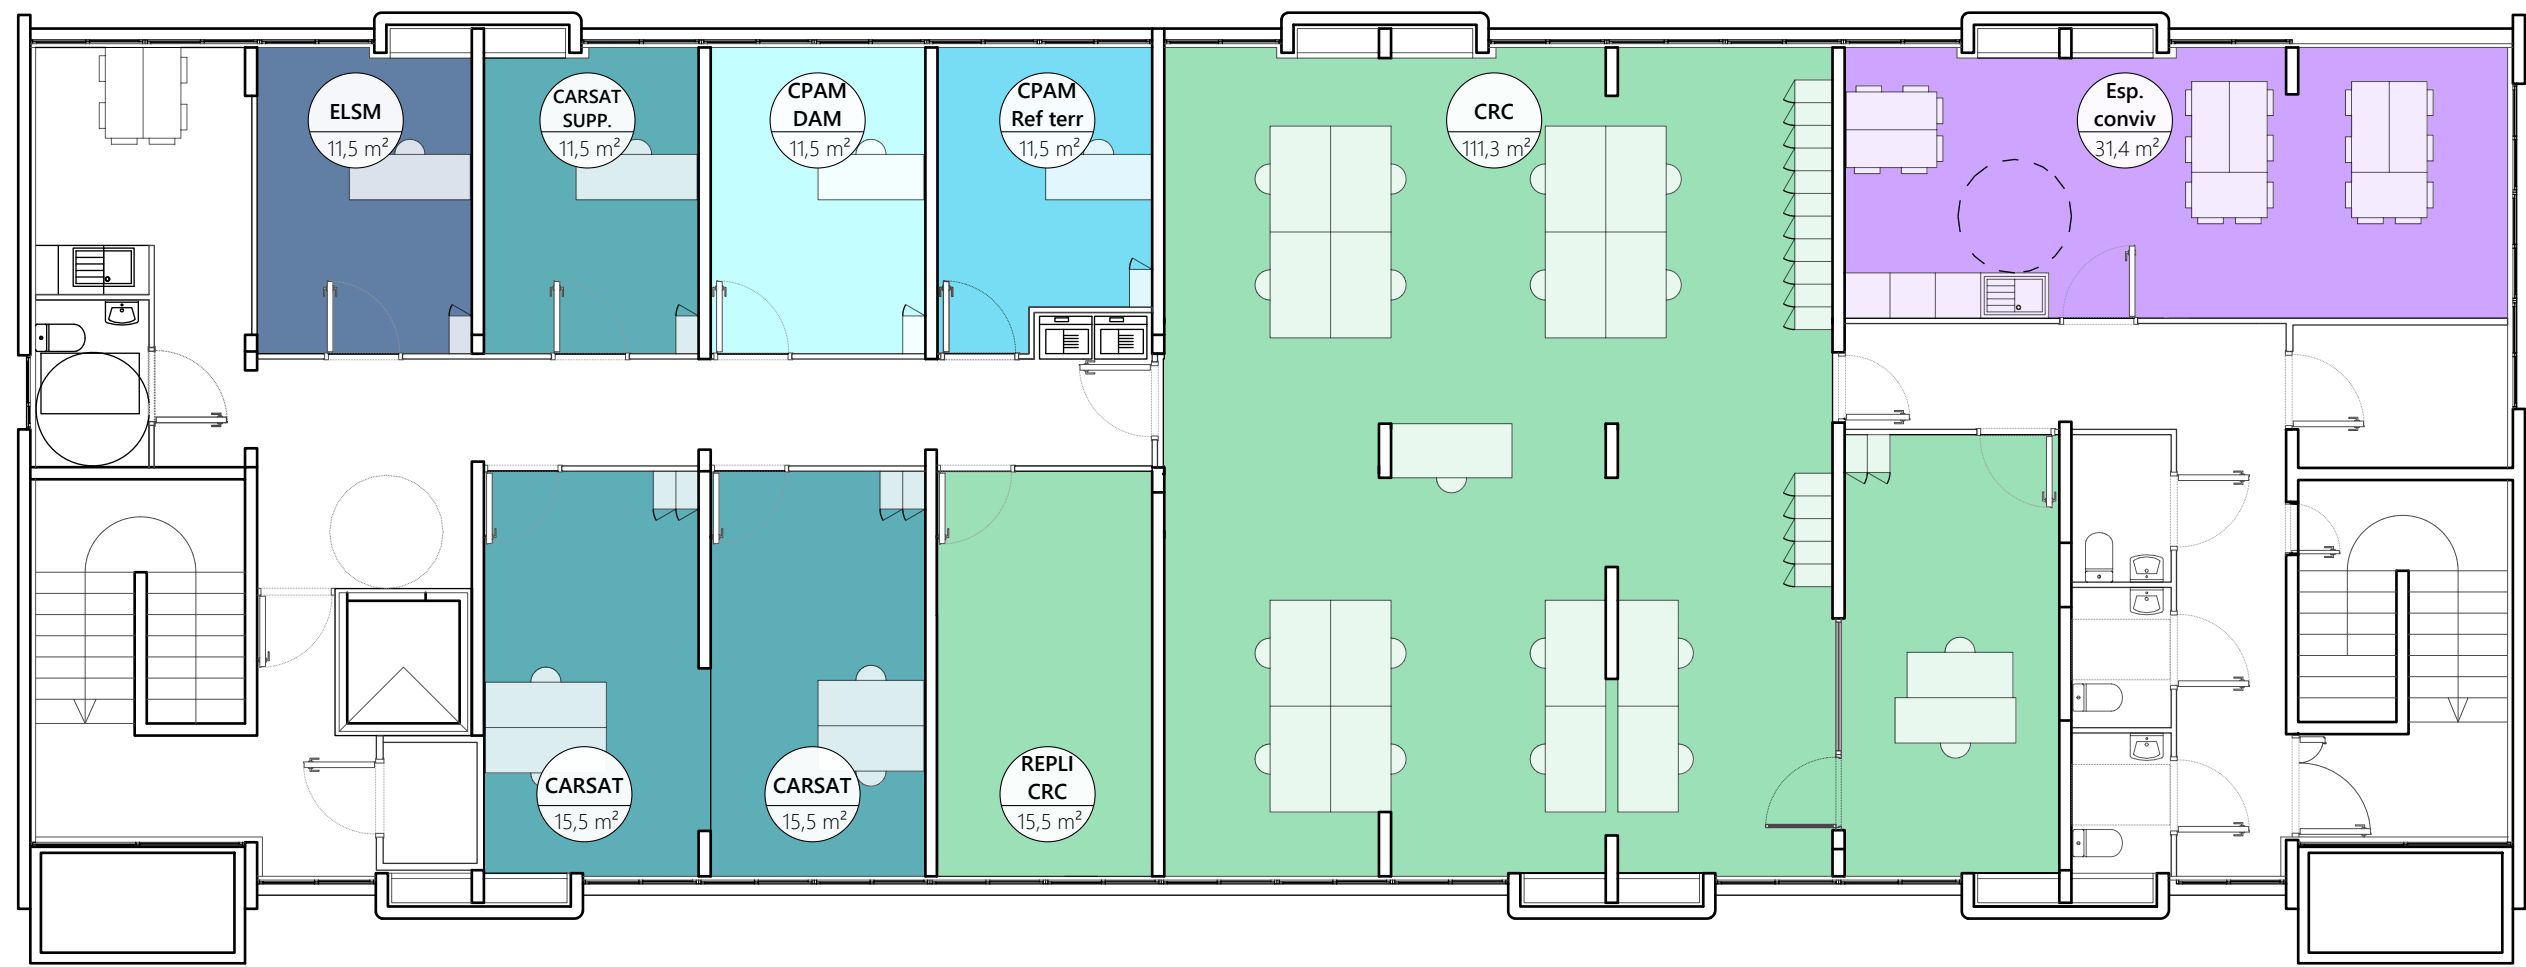 ELSM
11,5 m²
CARSAT
SUPP.
11,5 m²
CPAM
DAM
11,5 m²
CPAM
Ref terr
11,5 m²
CRC
111,3 m²
Esp.
conviv
31,4 m²
CARSAT
15,5 m²
CARSAT
15,5 m²
REPLI
CRC
15,5 m²